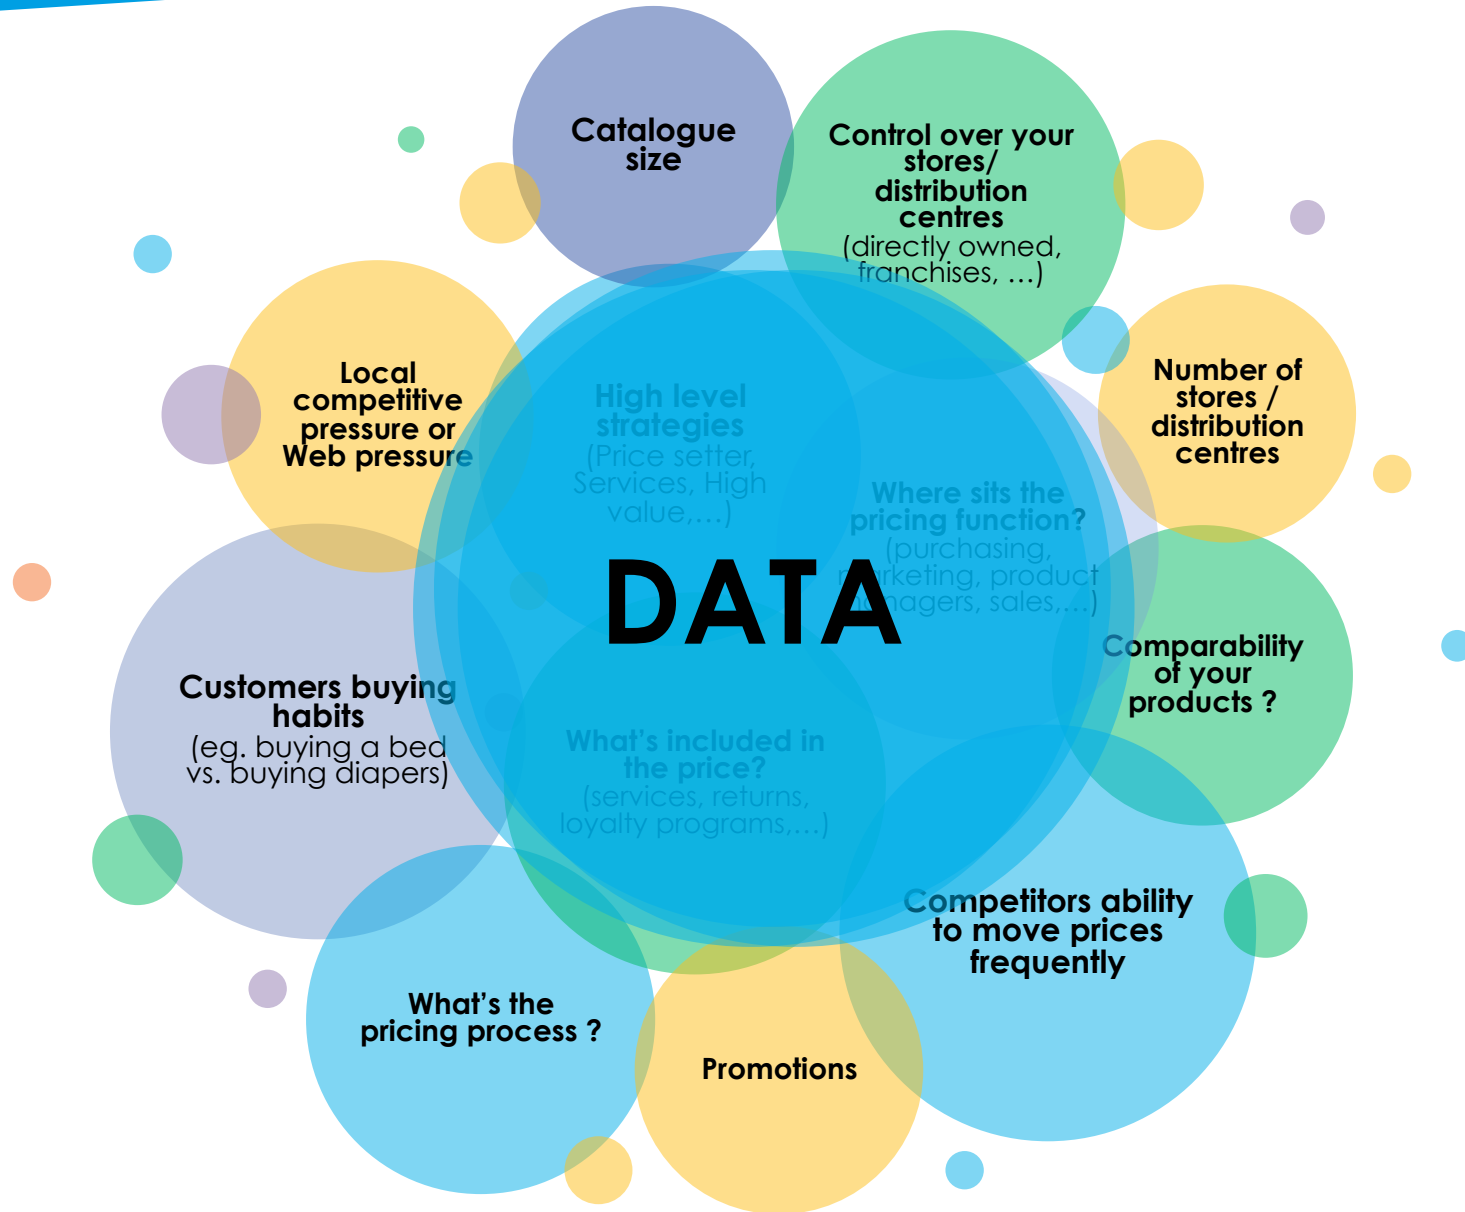 Catalogue
size
Control over your
stores/
distribution
centres
(directly owned,
franchises, …)
Local
competitive
pressure or
Web pressure
High level
strategies
(Price setter,
Services, High
value,…)
Number of
stores /
distribution
centres
Where sits the
pricing function?
(purchasing,
marketing, product
managers, sales,…)
DATA
Comparability
of your
products ?
Customers buying
habits
(eg. buying a bed
vs. buying diapers)
What’s included in
the price?
(services, returns,
loyalty programs,…)
Competitors ability
to move prices
frequently
What’s the
pricing process ?
Promotions